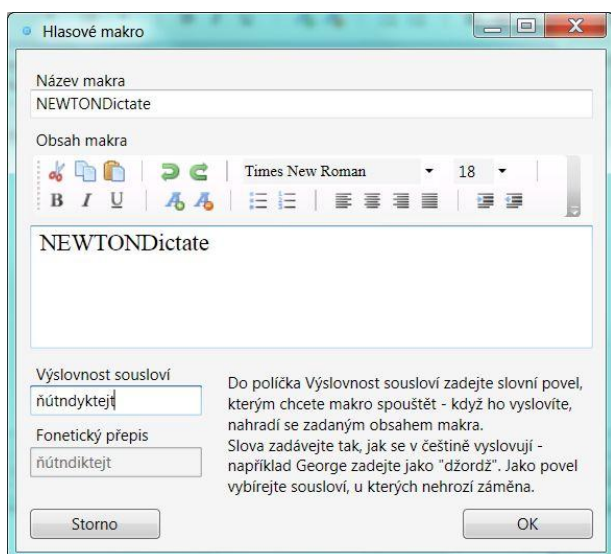 Hlasové makro
Název makra
NEWTONDictate
Obsah makra
Times New Roman 18
B I U A A
NEWTONDictate
Výslovnost sousloví
ňútndyktejt
Fonetický přepis
ňútndiktejt
Do políčka Výslovnost sousloví zadejte slovní povel,
kterým chcete makro spouštět - když ho vyslovíte,
nahradí se zadaným obsahem makra.
Slova zadávejte tak, jak se v češtině vyslovují -
například George zadejte jako "džordž". Jako povel
vybírejte sousloví, u kterých nehrozí záměna.
Storno
OK